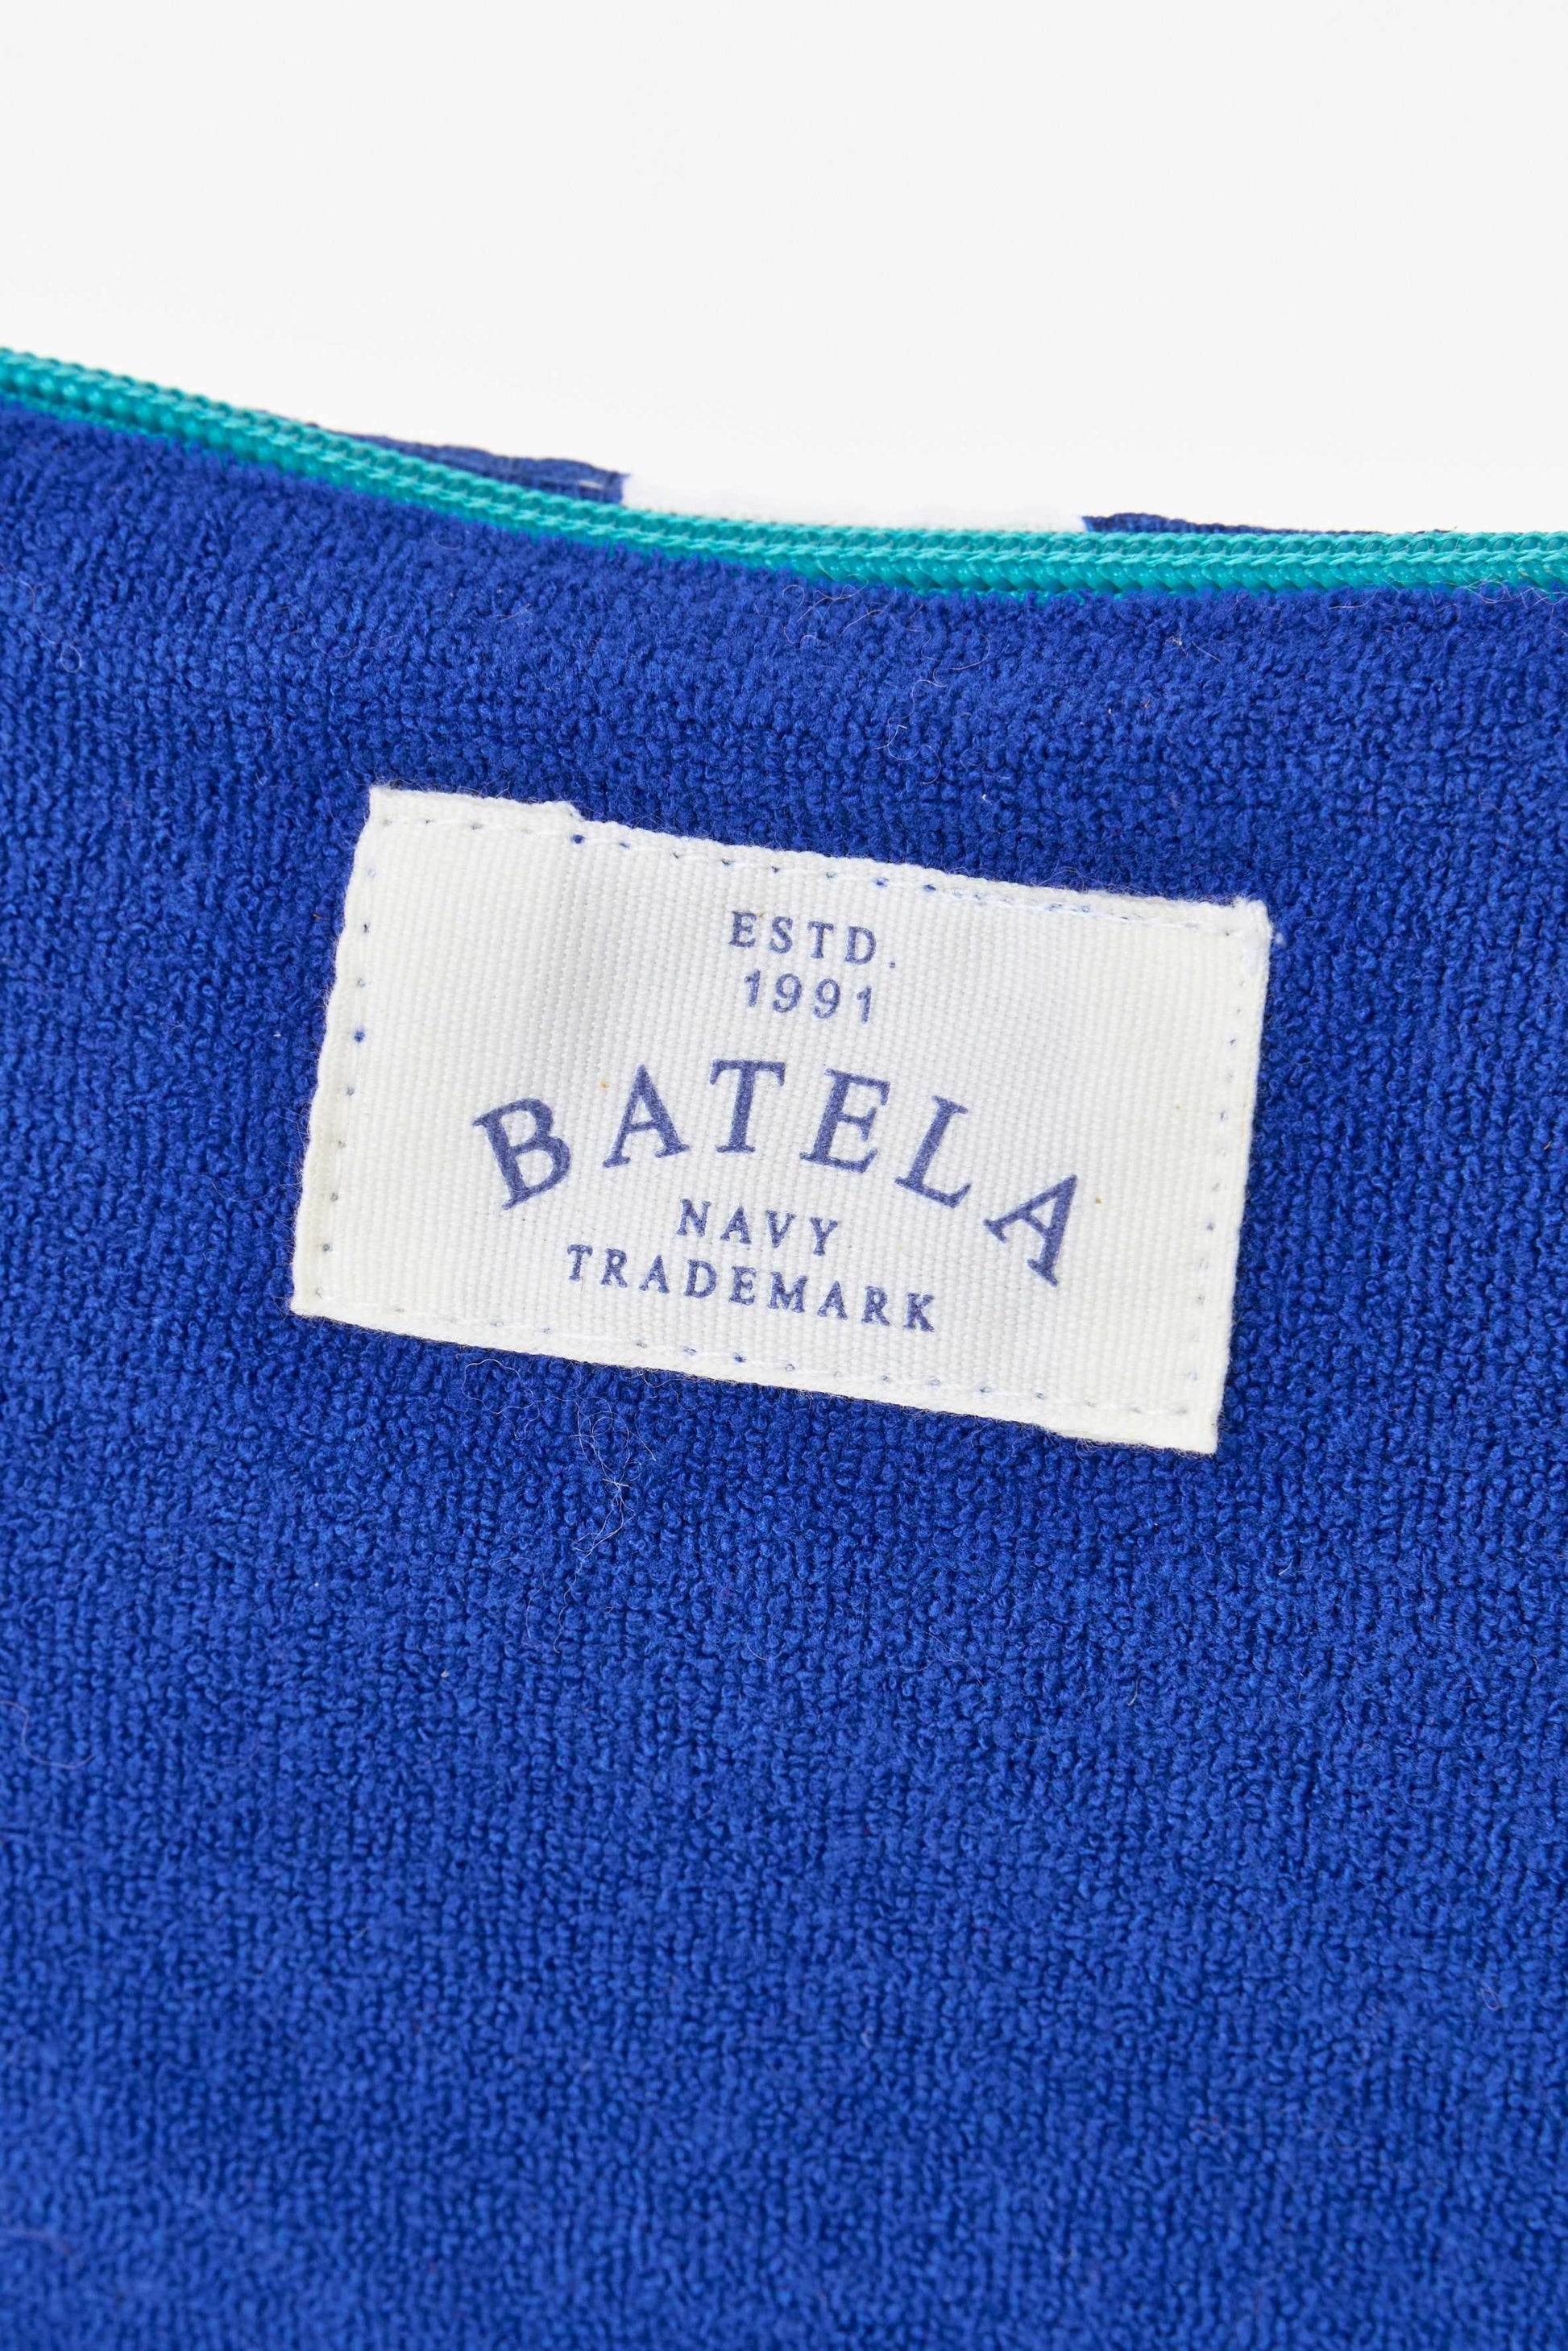 ESTD.
1991
BATELA
NAVY
TRADEMARK